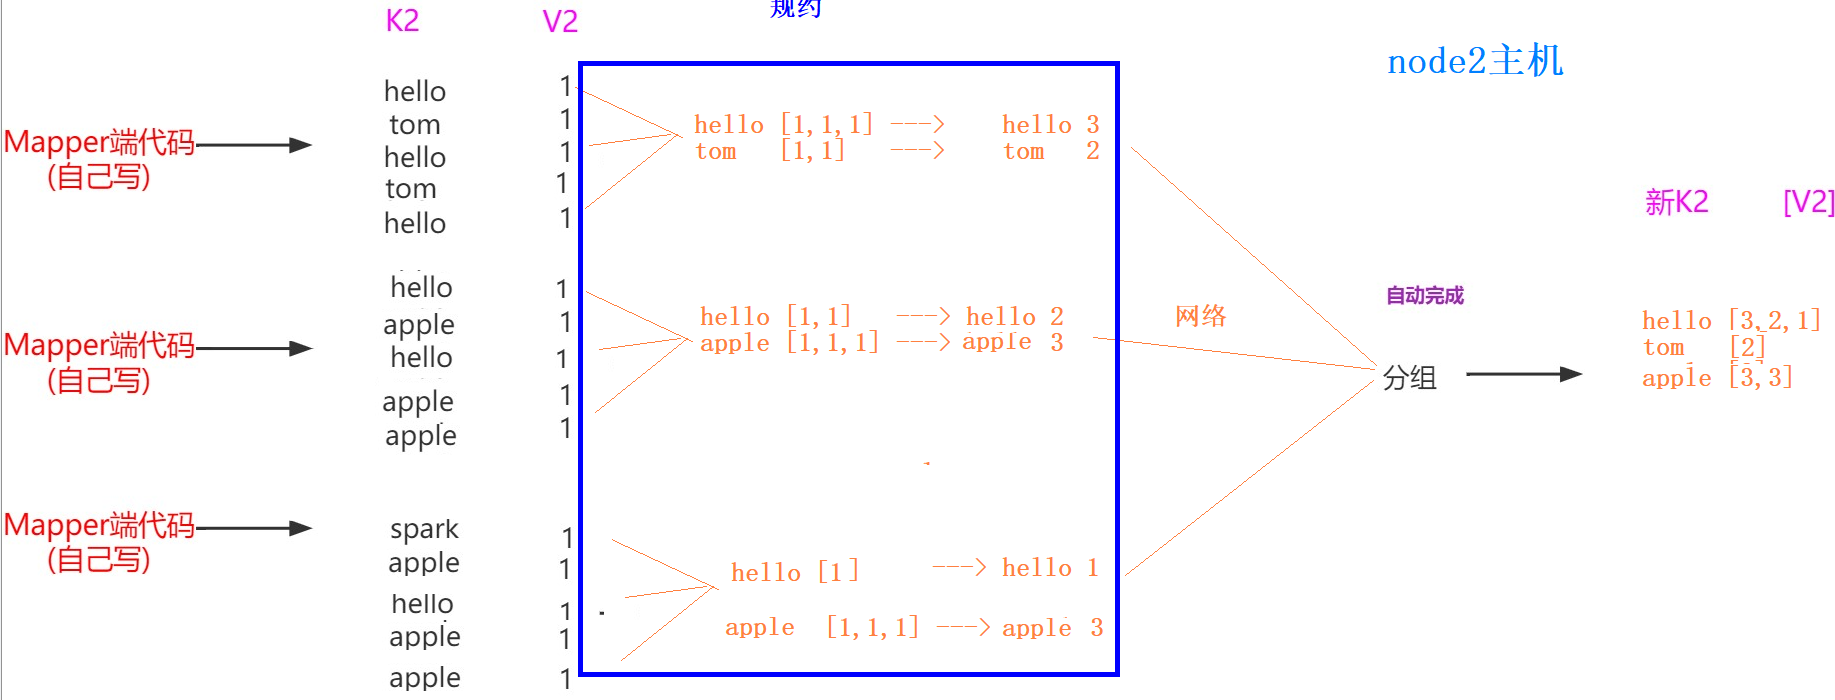 K2 V2 规约
node2主机
hello 1
tom 1
hello 1
tom 1
hello 1
Mapper端代码
(自己写)
hello [1,1,1] ---> hello 3
tom [1,1] ---> tom 2
新K2 [V2]
hello 1
apple 1
hello 1
apple 1
apple 1
Mapper端代码
(自己写)
hello [1,1] ---> hello 2
apple [1,1,1] ---> apple 3
网络
自动完成
分组
hello [3,2,1]
tom [2]
apple [3,3]
spark 1
apple 1
hello 1
apple 1
apple 1
Mapper端代码
(自己写)
hello [1] ---> hello 1
apple [1,1,1] ---> apple 3